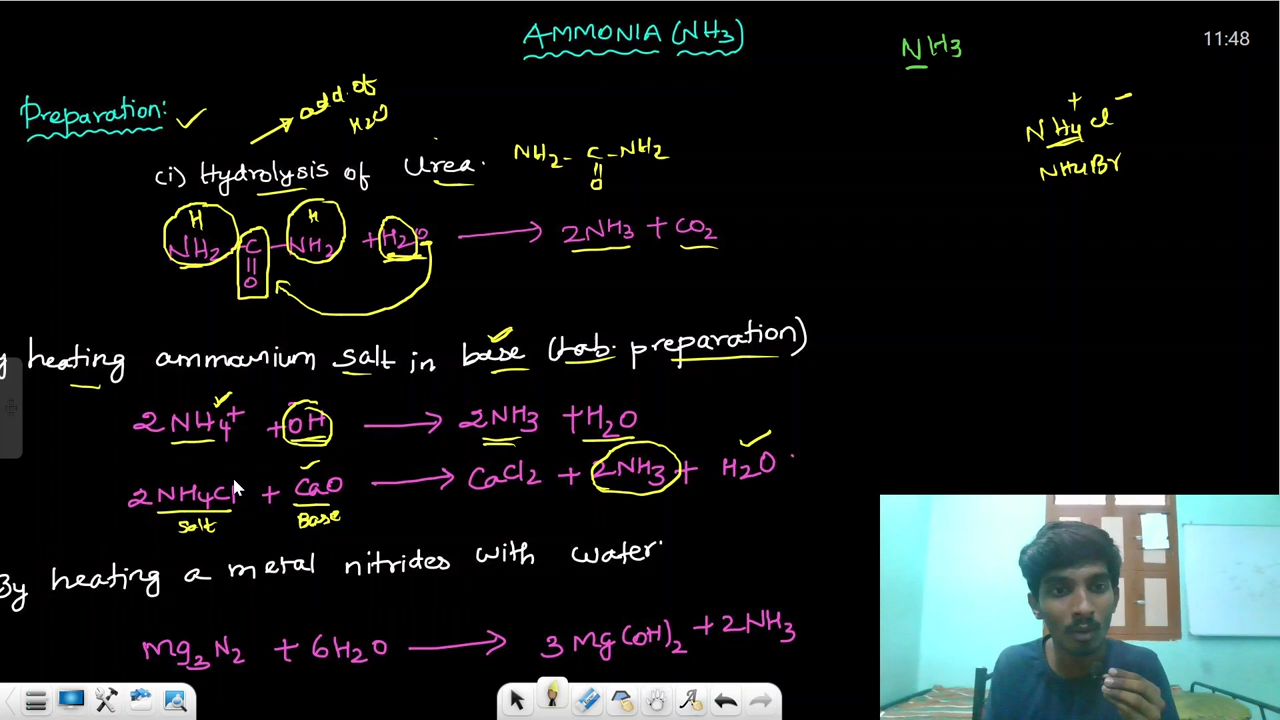 AMMONIA (NH3)
NH3
11:48
Preparation:
add. of
H2O
NH4+ Cl-
NH4Br
(i) Hydrolysis of Urea.
NH2-C-NH2
O
H H
NH2-C-NH2 + H2O → 2NH3 + CO2
O
y heating ammonium salt in base (Lab. preparation)
2NH4+ + OH → 2NH3 + H2O
2NH4Cl + CaO → CaCl2 + 2NH3 + H2O
Salt Base
By heating a metal nitrides with water
Mg3N2 + 6H2O → 3Mg(OH)2 + 2NH3